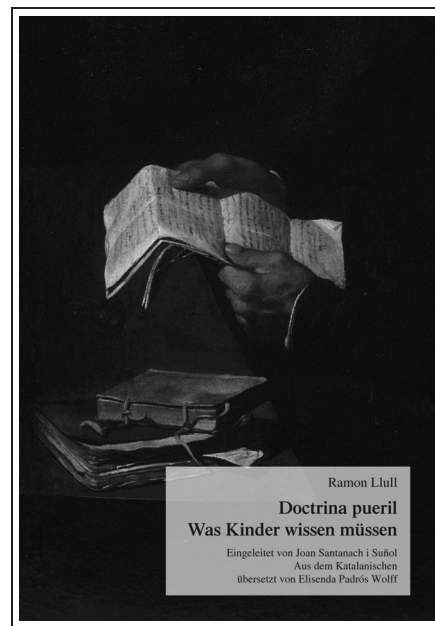 Ramon Llull
Doctrina pueril
Was Kinder wissen müssen
Eingeleitet von Joan Santanach i Suñol
Aus dem Katalanischen
übersetzt von Elisenda Padrós Wolff